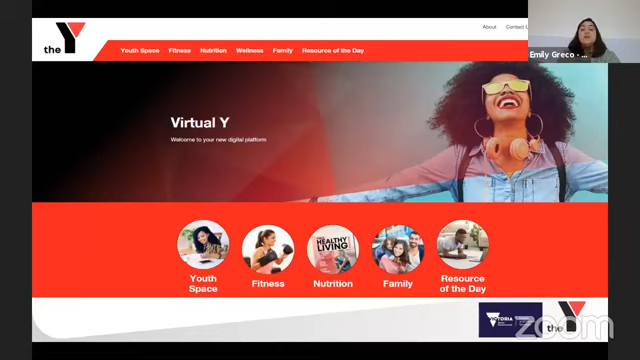 About Contact U
Emily Greco -
the Y
Youth Space Fitness Nutrition Wellness Family Resource of the Day
Virtual Y
Welcome to your new digital platform
HEALTHY
LIVING
Youth
Space
Fitness
Nutrition
Family
Resource
of the Day
the Y
zoom